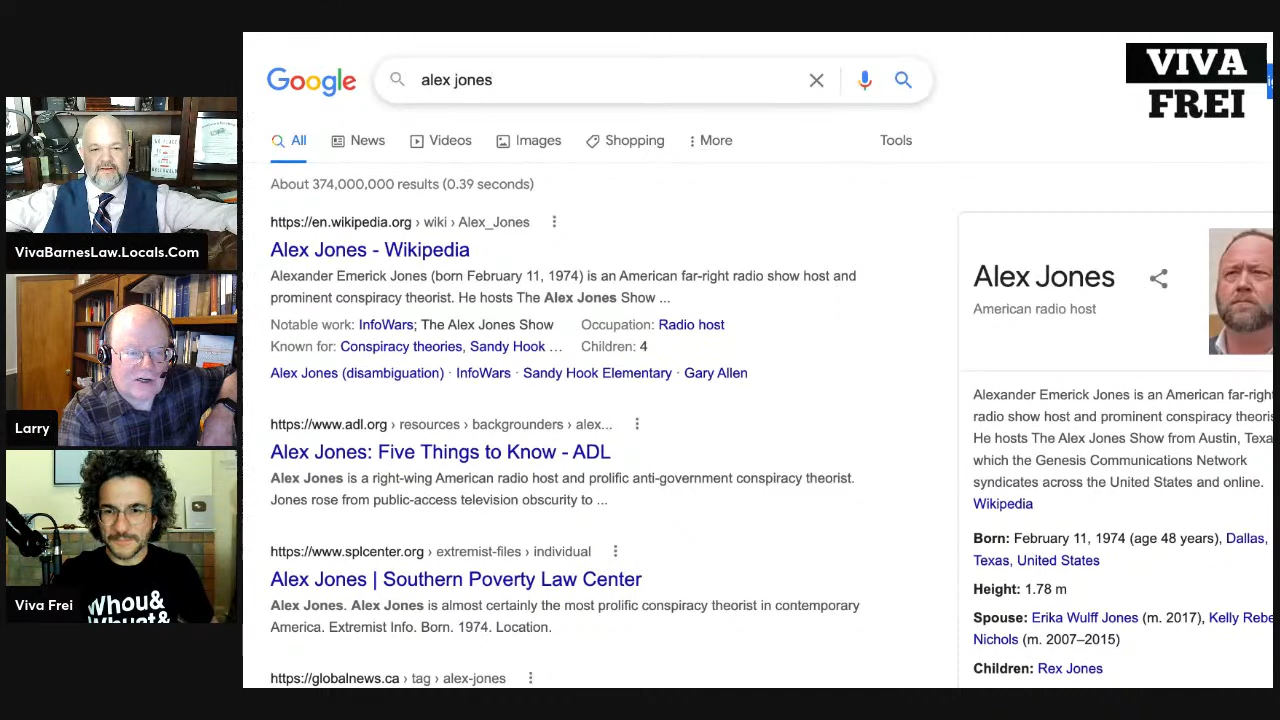 Google
alex jones
VIVA
FREI
All
News
Videos
Images
Shopping
More
Tools
About 374,000,000 results (0.39 seconds)
https://en.wikipedia.org › wiki › Alex_Jones
Alex Jones - Wikipedia
Alexander Emerick Jones (born February 11, 1974) is an American far-right radio show host and
prominent conspiracy theorist. He hosts The Alex Jones Show ...
Notable work: InfoWars; The Alex Jones Show
Occupation: Radio host
Known for: Conspiracy theories, Sandy Hook ...
Children: 4
Alex Jones (disambiguation) · InfoWars · Sandy Hook Elementary · Gary Allen
https://www.adl.org › resources › backgrounders › alex...
Alex Jones: Five Things to Know - ADL
Alex Jones is a right-wing American radio host and prolific anti-government conspiracy theorist.
Jones rose from public-access television obscurity to ...
https://www.splcenter.org › extremist-files › individual
Alex Jones | Southern Poverty Law Center
Alex Jones. Alex Jones is almost certainly the most prolific conspiracy theorist in contemporary
America. Extremist Info. Born. 1974. Location.
https://globalnews.ca › tag › alex-jones
Alex Jones
American radio host
Alexander Emerick Jones is an American far-right
radio show host and prominent conspiracy theoris
He hosts The Alex Jones Show from Austin, Texa
which the Genesis Communications Network
syndicates across the United States and online.
Wikipedia
Born: February 11, 1974 (age 48 years), Dallas,
Texas, United States
Height: 1.78 m
Spouse: Erika Wulff Jones (m. 2017), Kelly Rebe
Nichols (m. 2007–2015)
Children: Rex Jones
VivaBarnesLaw.Locals.Com
Larry
Viva Frei